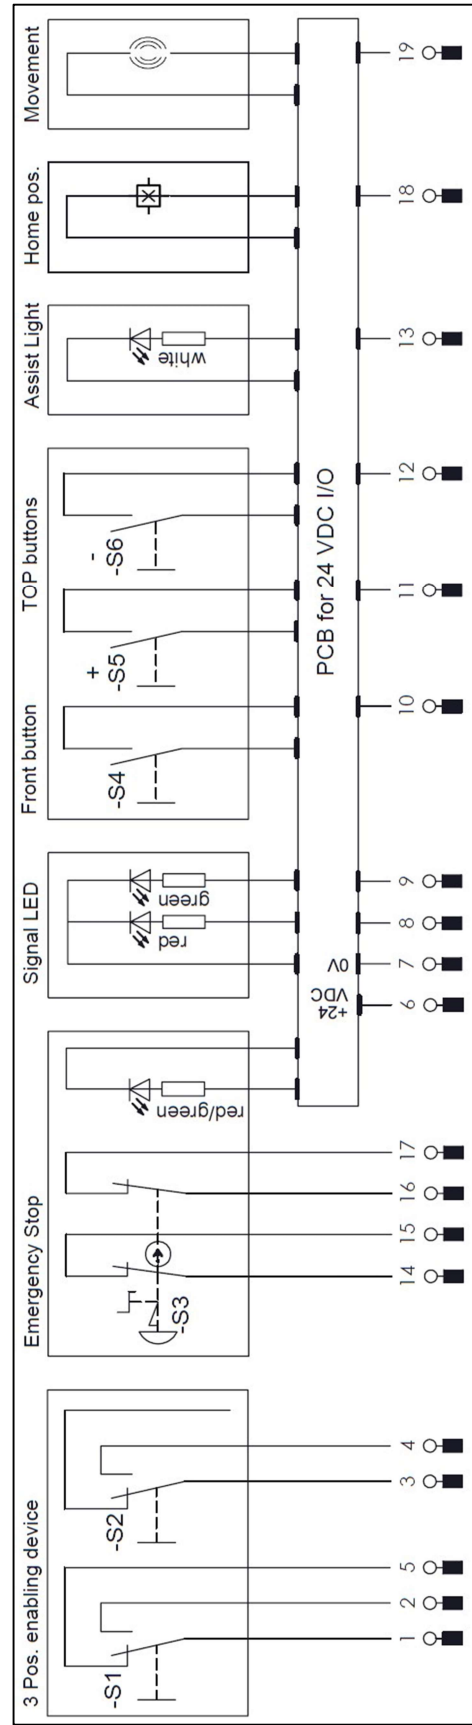 3 Pos. enabling device
Emergency Stop
Signal LED
Front button
TOP buttons
Assist Light
Home pos.
Movement
-S1
-S2
-S3
red/green
red
green
-S4
+
-S5
-
-S6
white
+24
VDC
0V
PCB for 24 VDC I/O
1
2
5
3
4
14
15
16
17
6
7
8
9
10
11
12
13
18
19